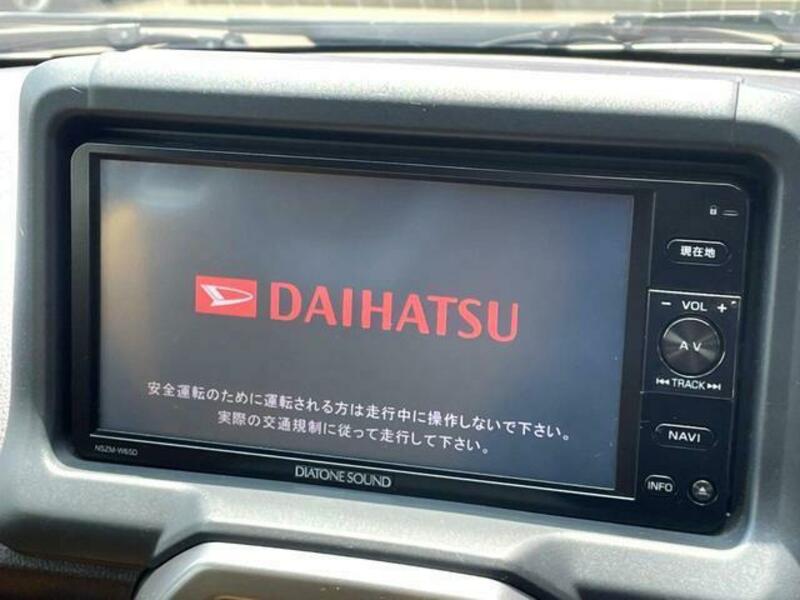 現在地
− VOL +
AV
TRACK
DAIHATSU
安全運転のために運転される方は走行中に操作しないで下さい。
実際の交通規制に従って走行して下さい。
NAVI
NSZM-W65D
DIATONE SOUND
INFO